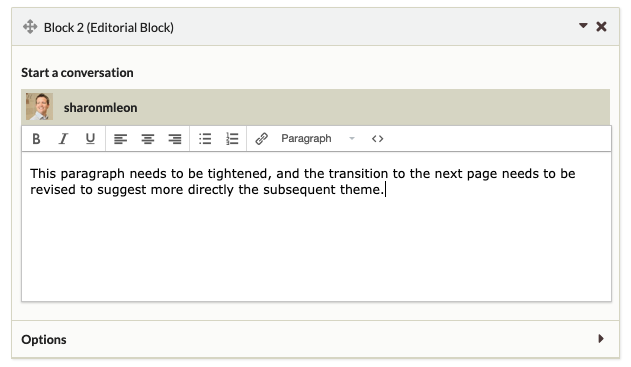 Block 2 (Editorial Block)
Start a conversation
sharonmleon
B I U Paragraph <>
This paragraph needs to be tightened, and the transition to the next page needs to be
revised to suggest more directly the subsequent theme.
Options